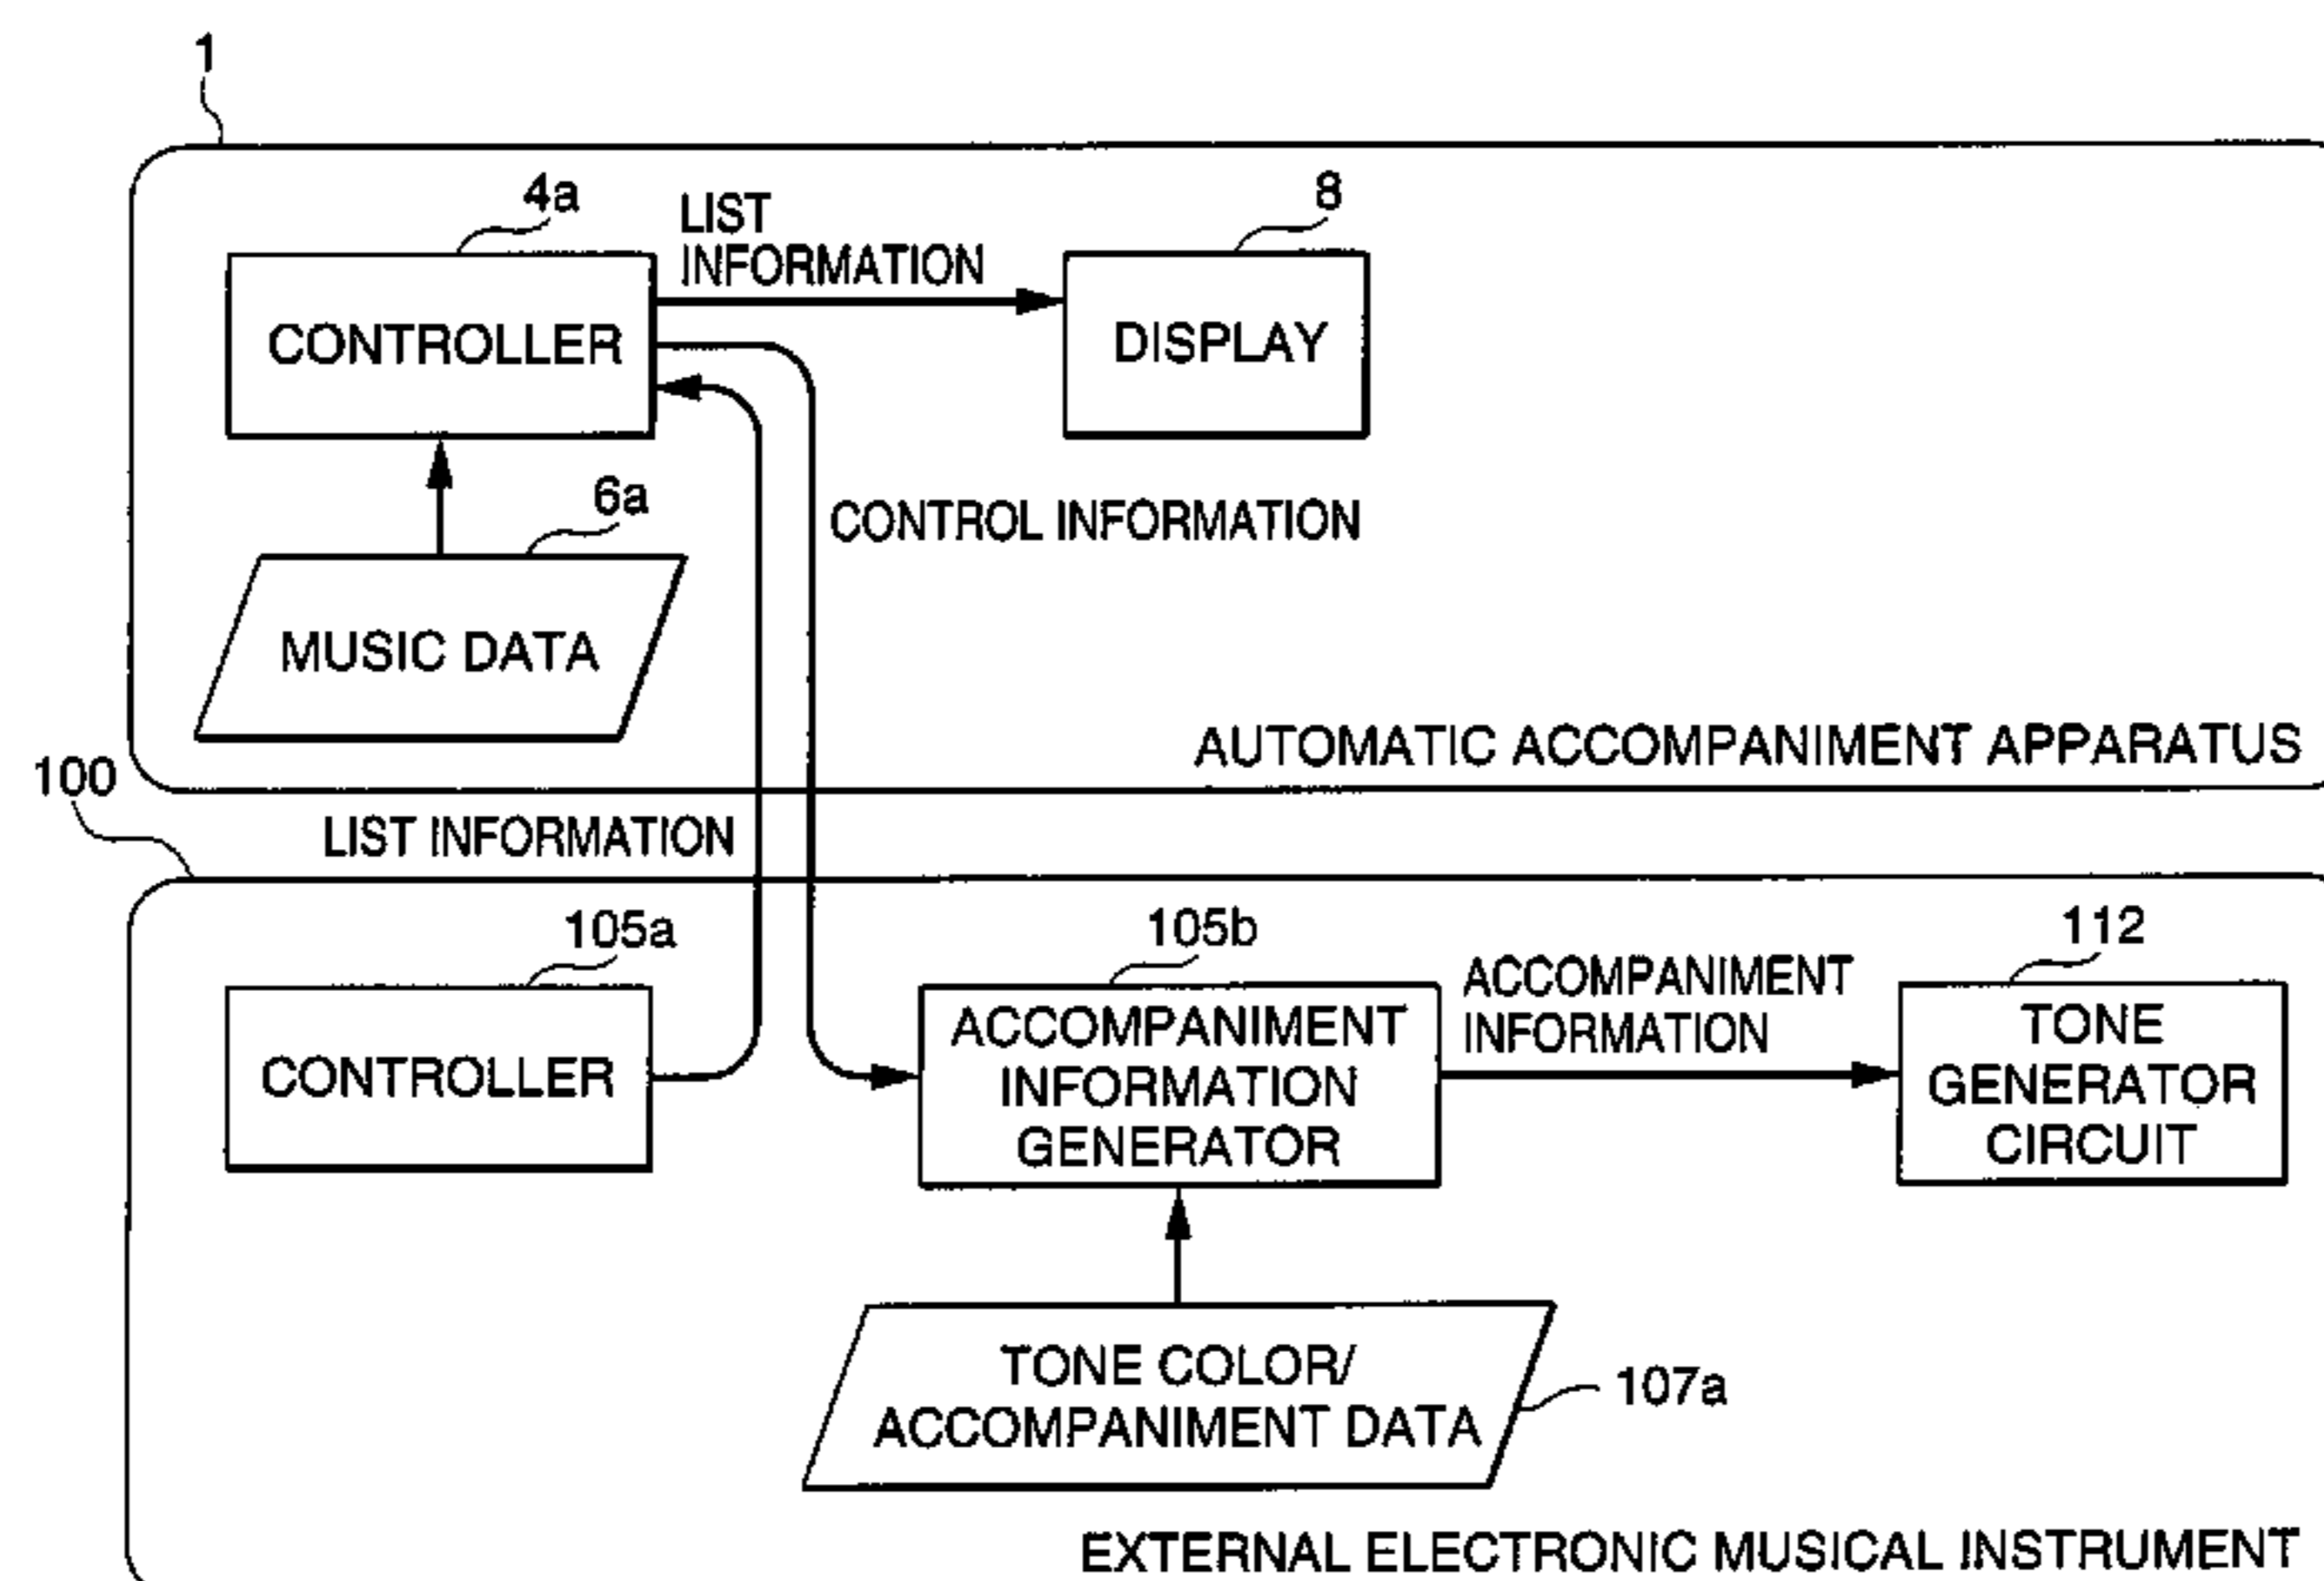 1
4a
LIST
INFORMATION
8
CONTROLLER
DISPLAY
6a
CONTROL INFORMATION
MUSIC DATA
AUTOMATIC ACCOMPANIMENT APPARATUS
100
LIST INFORMATION
105a
105b
112
ACCOMPANIMENT
INFORMATION
CONTROLLER
ACCOMPANIMENT
INFORMATION
GENERATOR
TONE
GENERATOR
CIRCUIT
TONE COLOR/
ACCOMPANIMENT DATA
107a
EXTERNAL ELECTRONIC MUSICAL INSTRUMENT